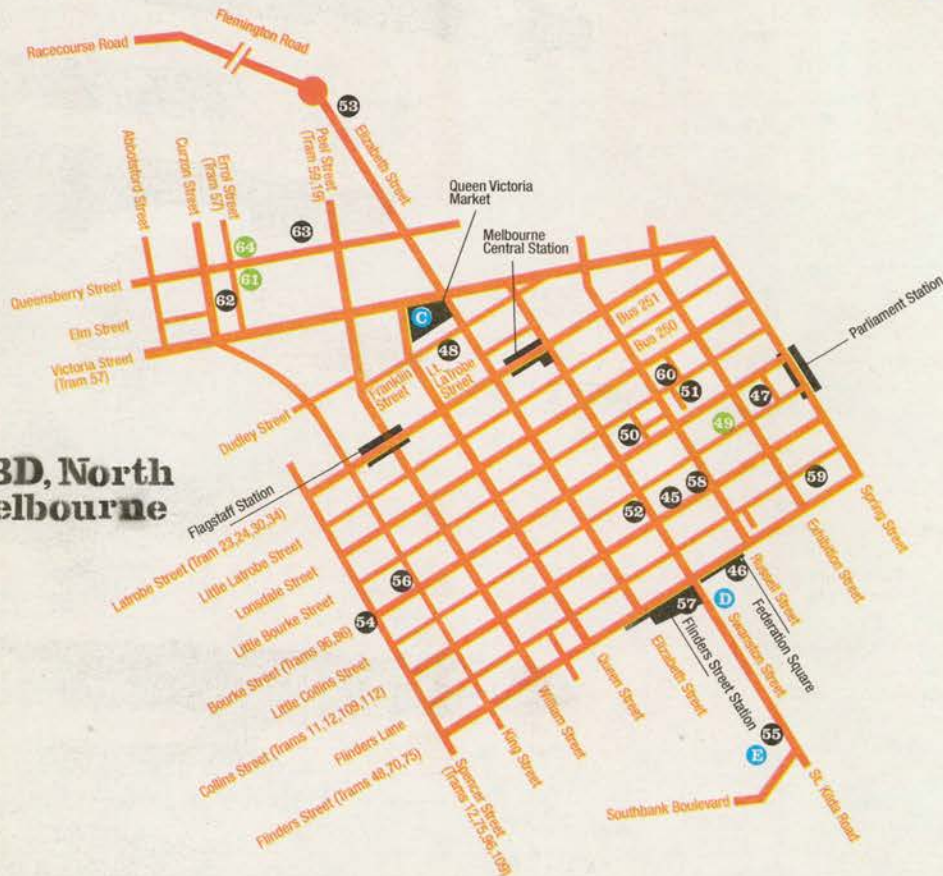 Flemington Road
Racecourse Road
53
Elizabeth Street
Abbotsford Street
Curzon Street
Errol Street
(Tram 57)
Peel Street
(Tram 59,19)
Queen Victoria
Market
Melbourne
Central Station
64
63
61
62
Queensberry Street
Elm Street
Victoria Street
(Tram 57)
C
48
Franklin
Street
Lt.
LaTrobe
Street
Dudley Street
Bus 251
Bus 250
Parliament Station
60
51
47
50
49
52
45
58
59
BD, North
elbourne
Flagstaff Station
Latrobe Street (Tram 23,24,30,34)
Little Latrobe Street
Lonsdale Street
Little Bourke Street
Bourke Street (Trams 96,86)
Little Collins Street
Collins Street (Trams 11,12,109,112)
Flinders Lane
Flinders Street (Trams 48,70,75)
56
54
Spencer Street
(Trams 12,75,96,109)
King Street
William Street
Queen Street
Elizabeth Street
Flinders Street Station
Swanston Street
Federation Square
Russell Street
Exhibition Street
Spring Street
46
57
D
55
E
Southbank Boulevard
St. Kilda Road